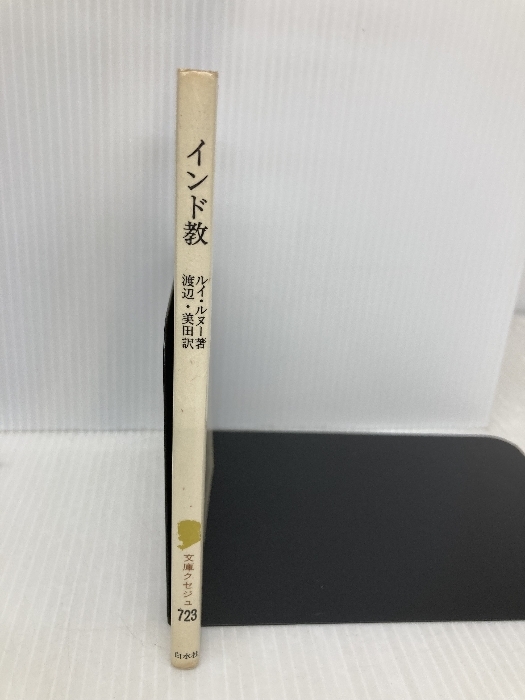 インド教
ルイ・ルヌー著
渡辺・美田訳
文庫クセジュ
723
白水社